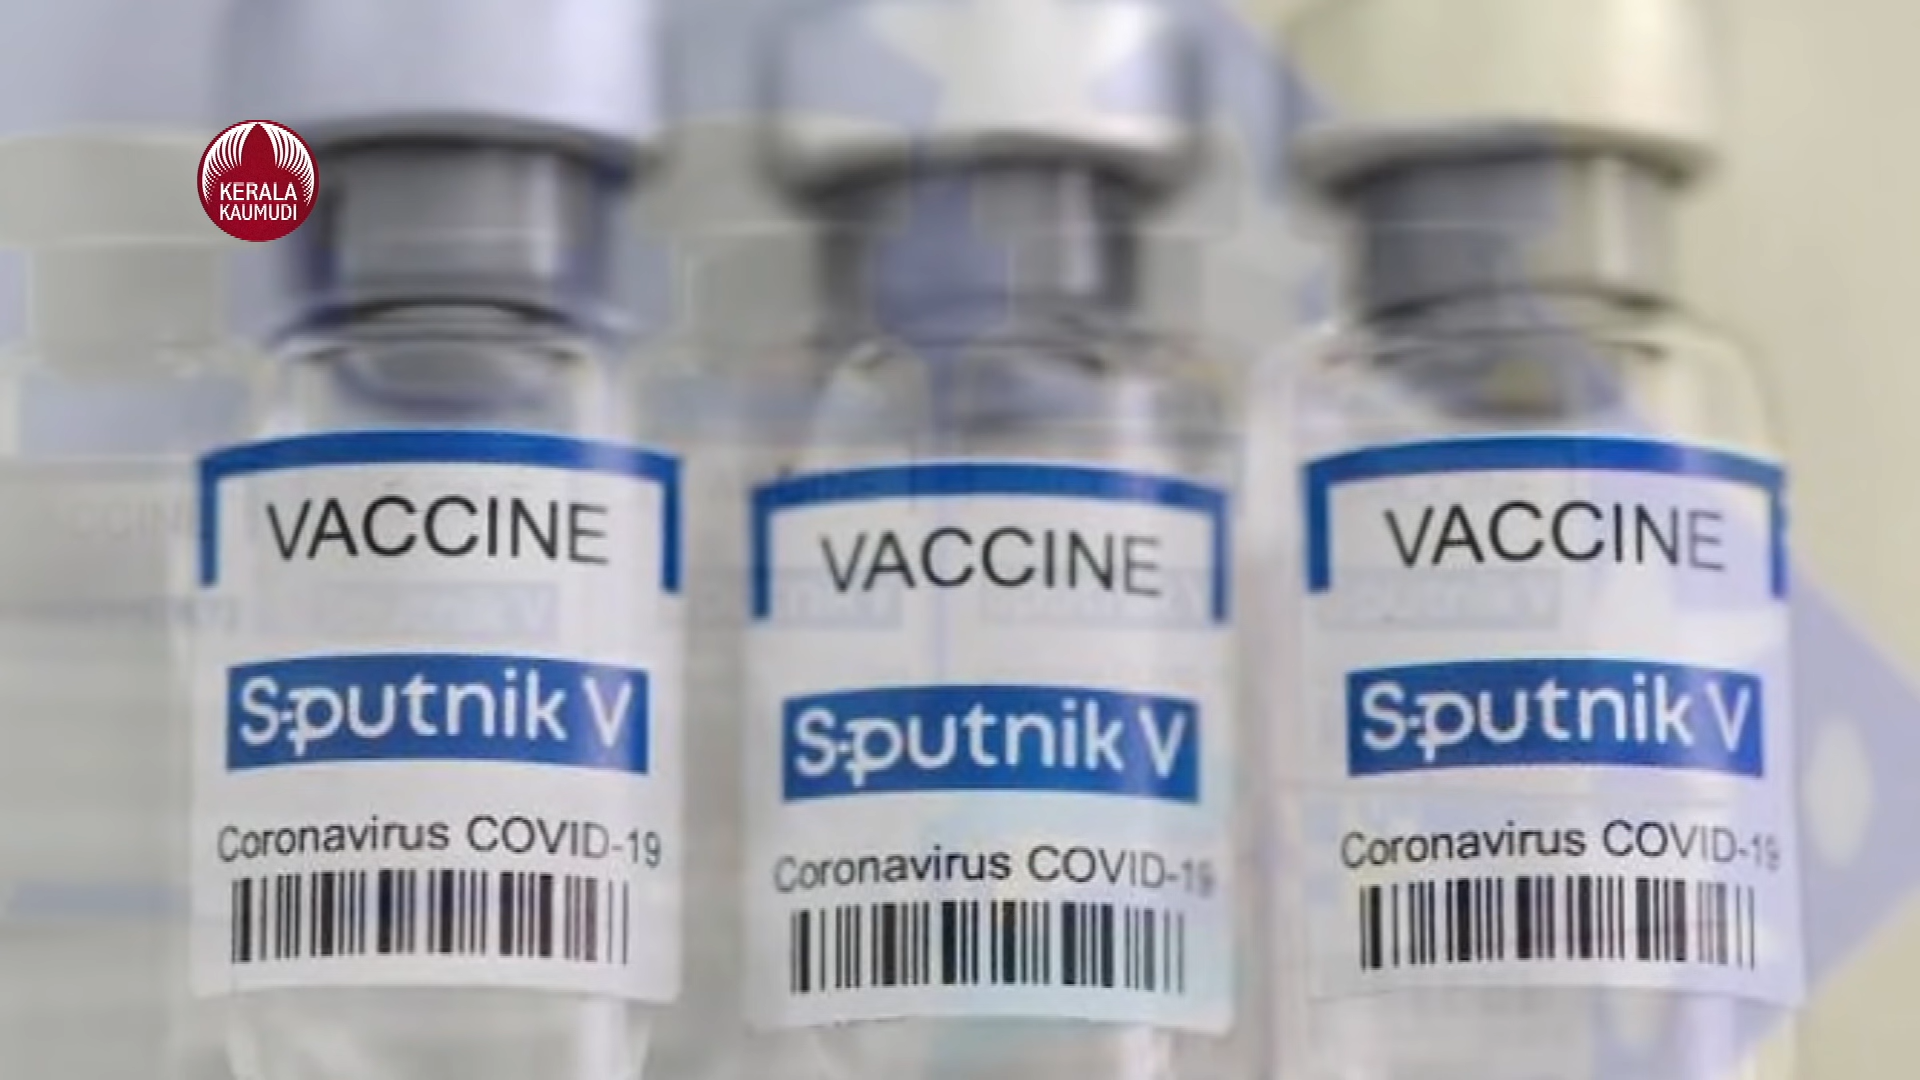 KERALA
KAUMUDI
VACCINE
Sputnik V
Coronavirus COVID-19
VACCINE
Sputnik V
Coronavirus COVID-19
VACCINE
Sputnik V
Coronavirus COVID-19